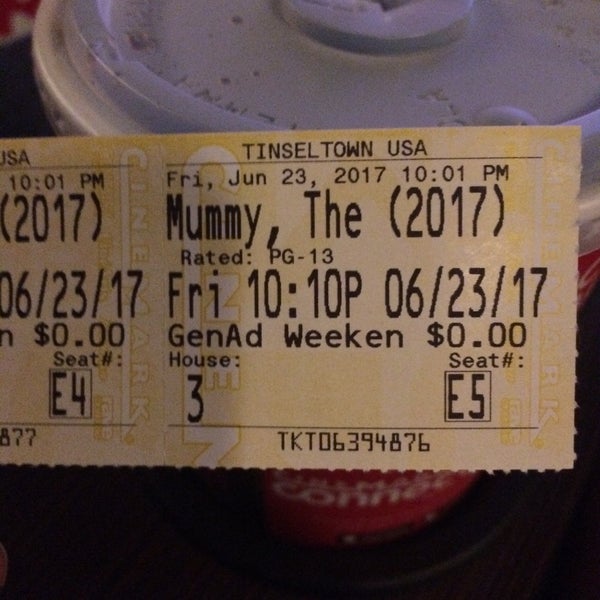 USA
10:01 PM
(2017)
06/23/17
n $0.00
Seat#:
E4
877
TINSELTOWN USA
Fri, Jun 23, 2017 10:01 PM
Mummy, The (2017)
Rated: PG-13
Fri 10:10P 06/23/17
GenAd Weeken $0.00
House: Seat#:
3 E5
TKT06394876
CINEMARK
CINEMARK